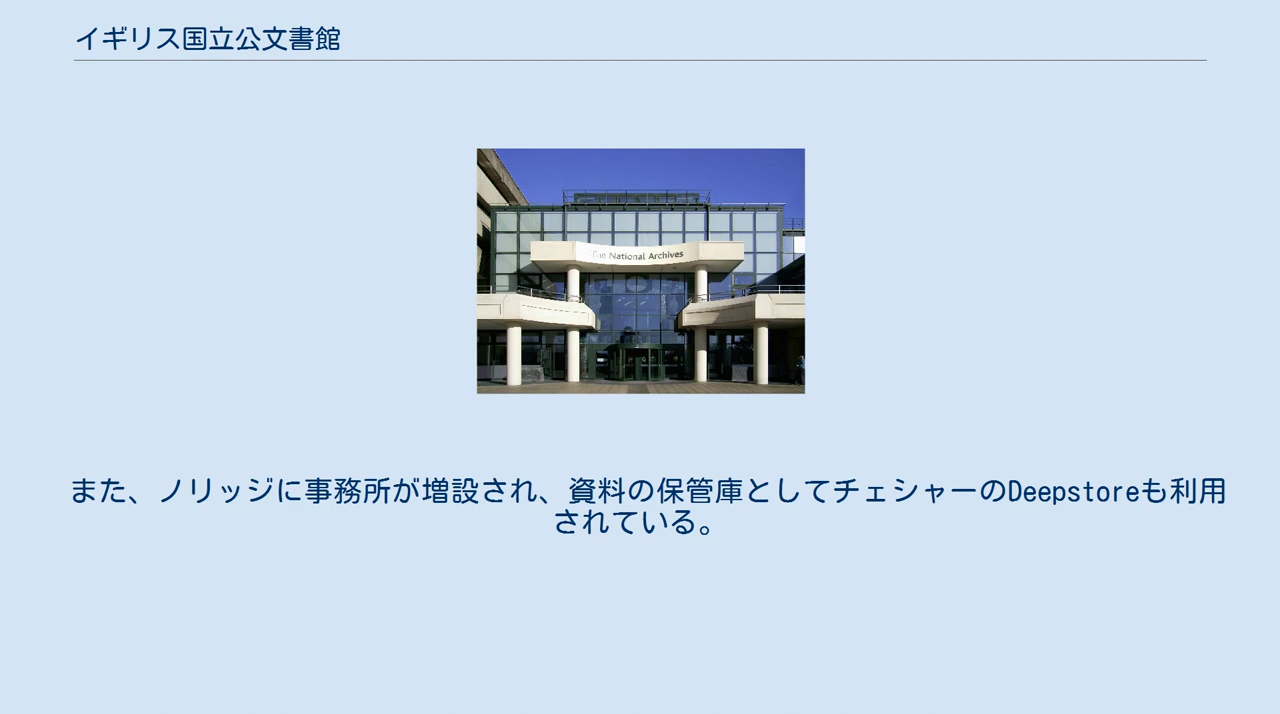 イギリス国立公文書館
The National Archives
また、ノリッジに事務所が増設され、資料の保管庫としてチェシャーのDeepstoreも利用
されている。